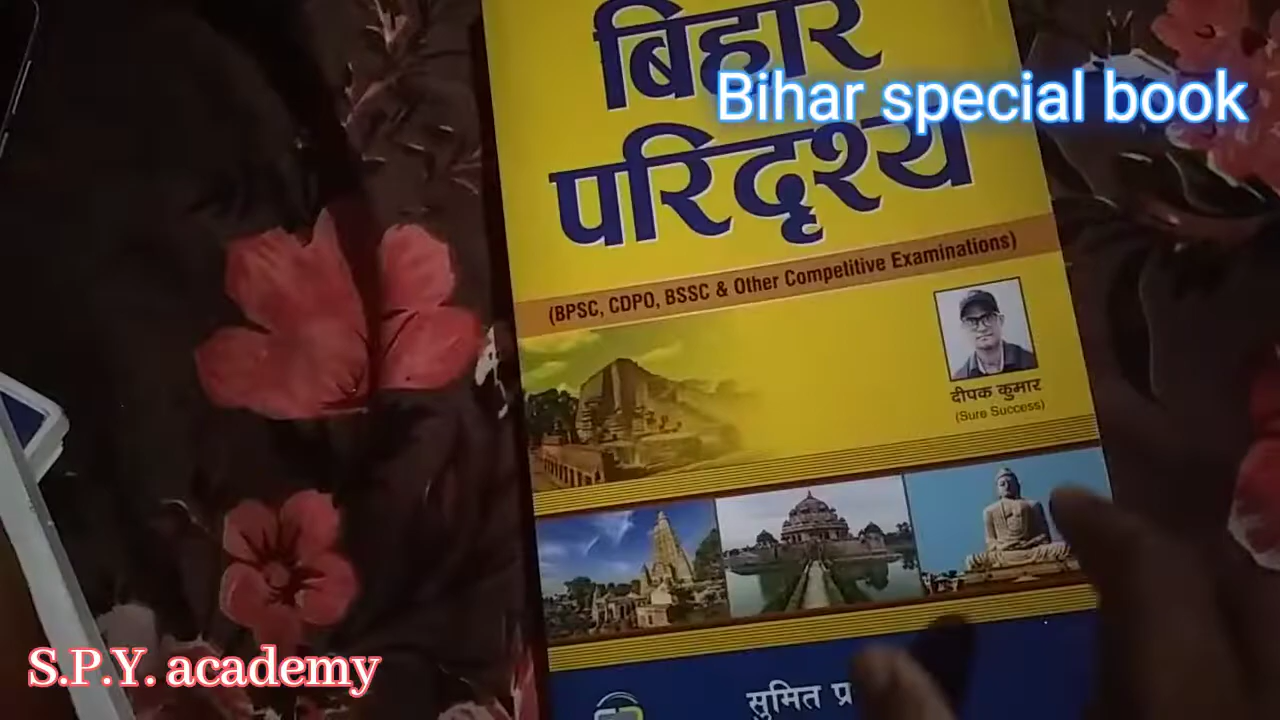 बिहार
Bihar special book
परिदृश्य
(BPSC, CDPO, BSSC & Other Competitive Examinations)
दीपक कुमार
(Sure Success)
S.P.Y. academy
सुमित